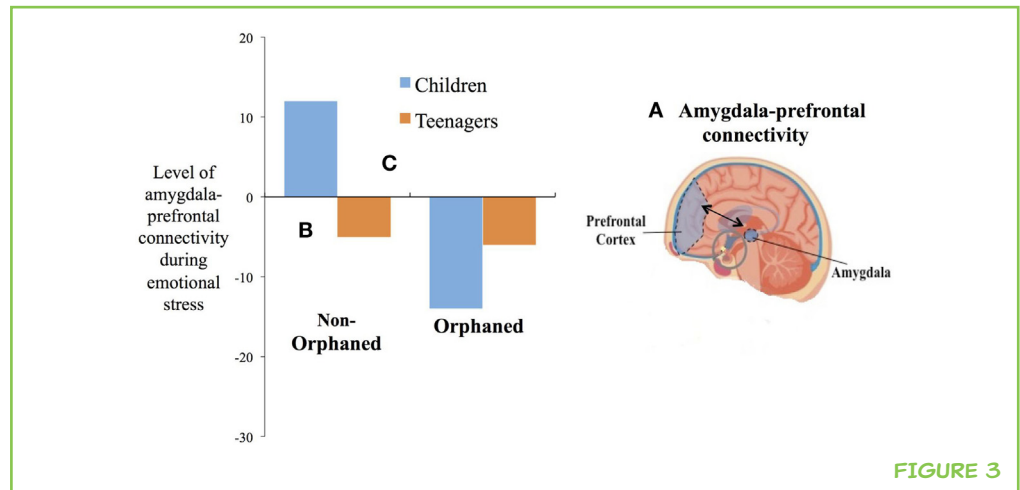 20
10
0
-10
-20
-30
Level of
amygdala-
prefrontal
connectivity
during
emotional
stress
Children
Teenagers
C
B
Non-
Orphaned
Orphaned
A Amygdala-prefrontal
connectivity
Prefrontal
Cortex
Amygdala
FIGURE 3